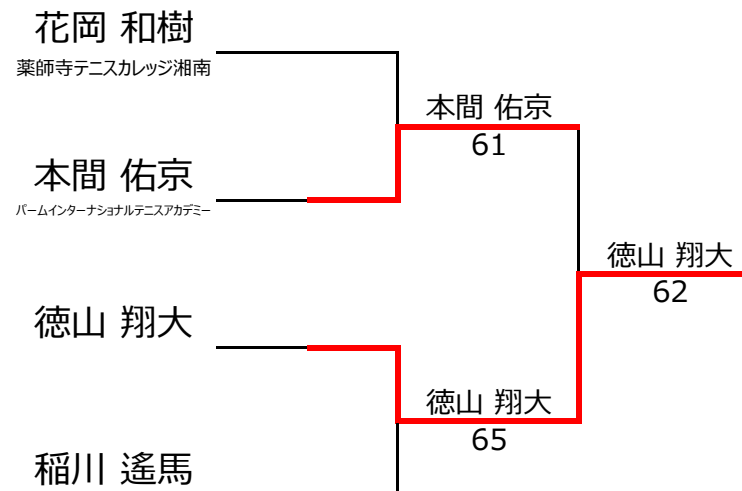 花岡 和樹
薬師寺テニスカレッジ湘南
本間 佑京
61
本間 佑京
パームインターナショナルテニスアカデミー
徳山 翔大
62
徳山 翔大
徳山 翔大
65
稲川 遙馬